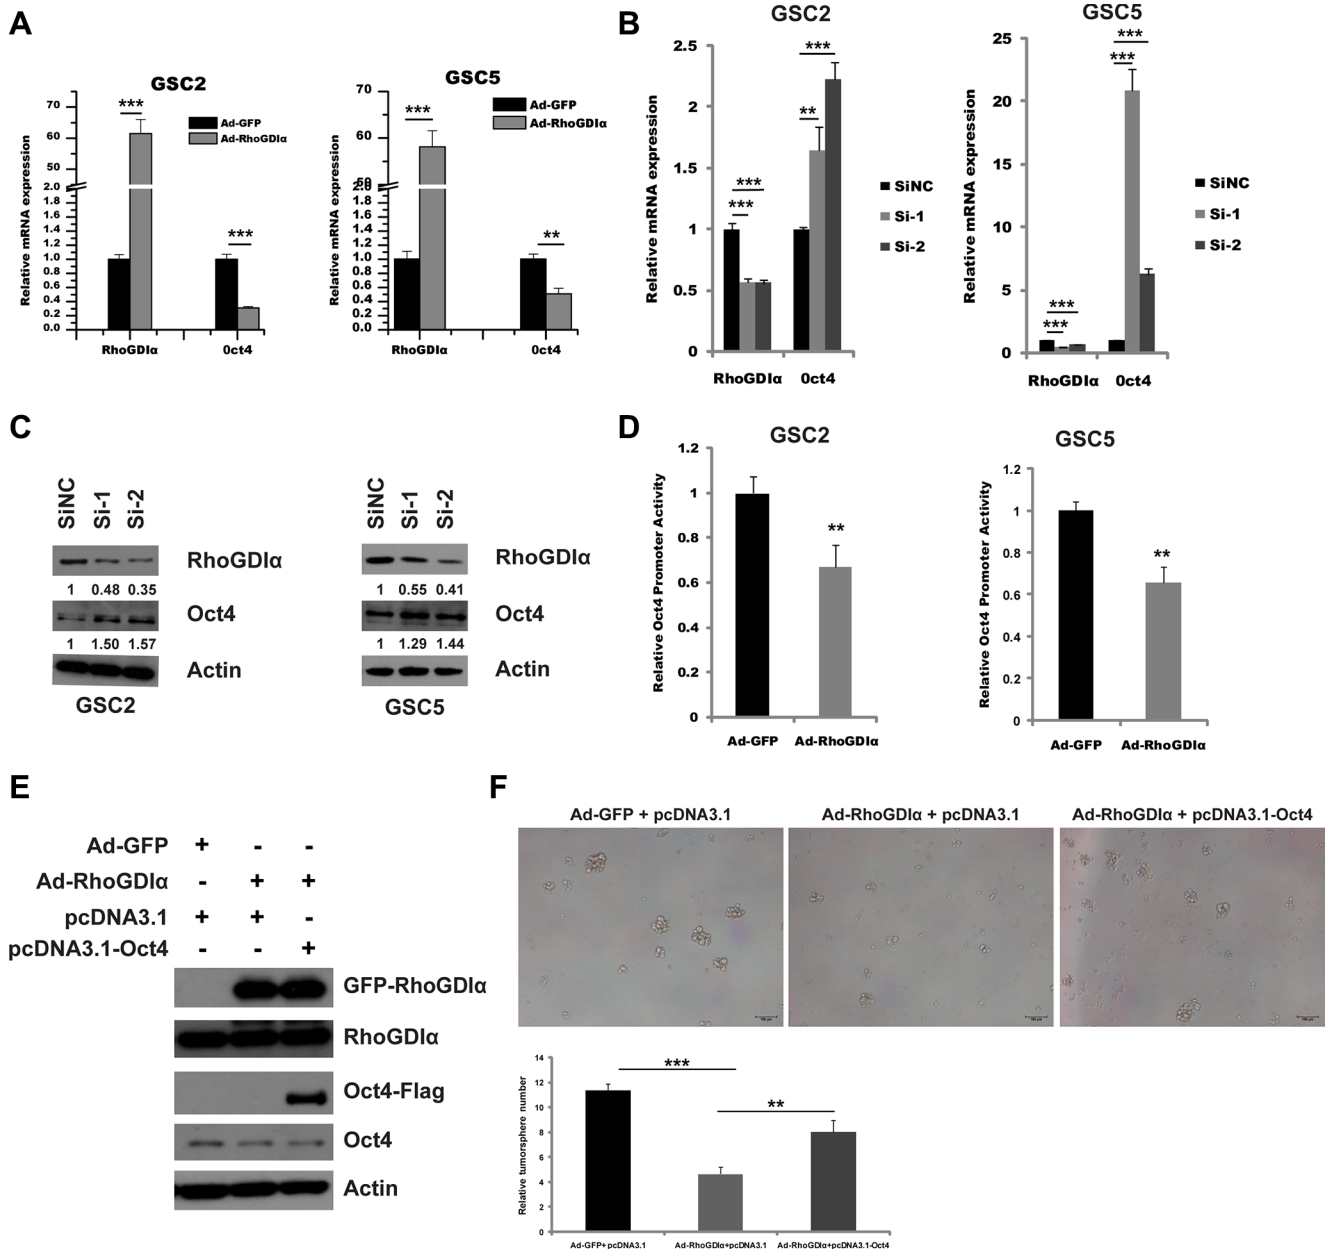 A
GSC2
Relative mRNA expression
70
60
50
2.0
1.8
1.6
1.4
1.2
1.0
0.8
0.6
0.4
0.2
0.0
***
***
Ad-GFP
Ad-RhoGDIα
RhoGDIα
Oct4
GSC5
Relative mRNA expression
70
60
50
2.0
1.8
1.6
1.4
1.2
1.0
0.8
0.6
0.4
0.2
0.0
***
**
Ad-GFP
Ad-RhoGDIα
RhoGDIα
Oct4
B
GSC2
Relative mRNA expression
2.5
2
1.5
1
0.5
0
***
***
***
**
SiNC
Si-1
Si-2
RhoGDIα
Oct4
GSC5
Relative mRNA expression
25
20
15
10
5
0
***
***
***
***
SiNC
Si-1
Si-2
RhoGDIα
Oct4
C
SiNC
Si-1
Si-2
RhoGDIα
1 0.48 0.35
Oct4
1 1.50 1.57
Actin
GSC2
SiNC
Si-1
Si-2
RhoGDIα
1 0.55 0.41
Oct4
1 1.29 1.44
Actin
GSC5
D
GSC2
Relative Oct4 Promoter Activity
1.2
1
0.8
0.6
0.4
0.2
0
**
Ad-GFP
Ad-RhoGDIα
GSC5
Relative Oct4 Promoter Activity
1.2
1
0.8
0.6
0.4
0.2
0
**
Ad-GFP
Ad-RhoGDIα
E
Ad-GFP + - -
Ad-RhoGDIα - + +
pcDNA3.1 + + -
pcDNA3.1-Oct4 - - +
GFP-RhoGDIα
RhoGDIα
Oct4-Flag
Oct4
Actin
F
Ad-GFP + pcDNA3.1
Ad-RhoGDIα + pcDNA3.1
Ad-RhoGDIα + pcDNA3.1-Oct4
Relative tumorsphere number
14
12
10
8
6
4
2
0
***
**
Ad-GFP+pcDNA3.1
Ad-RhoGDIα+pcDNA3.1
Ad-RhoGDIα+pcDNA3.1-Oct4